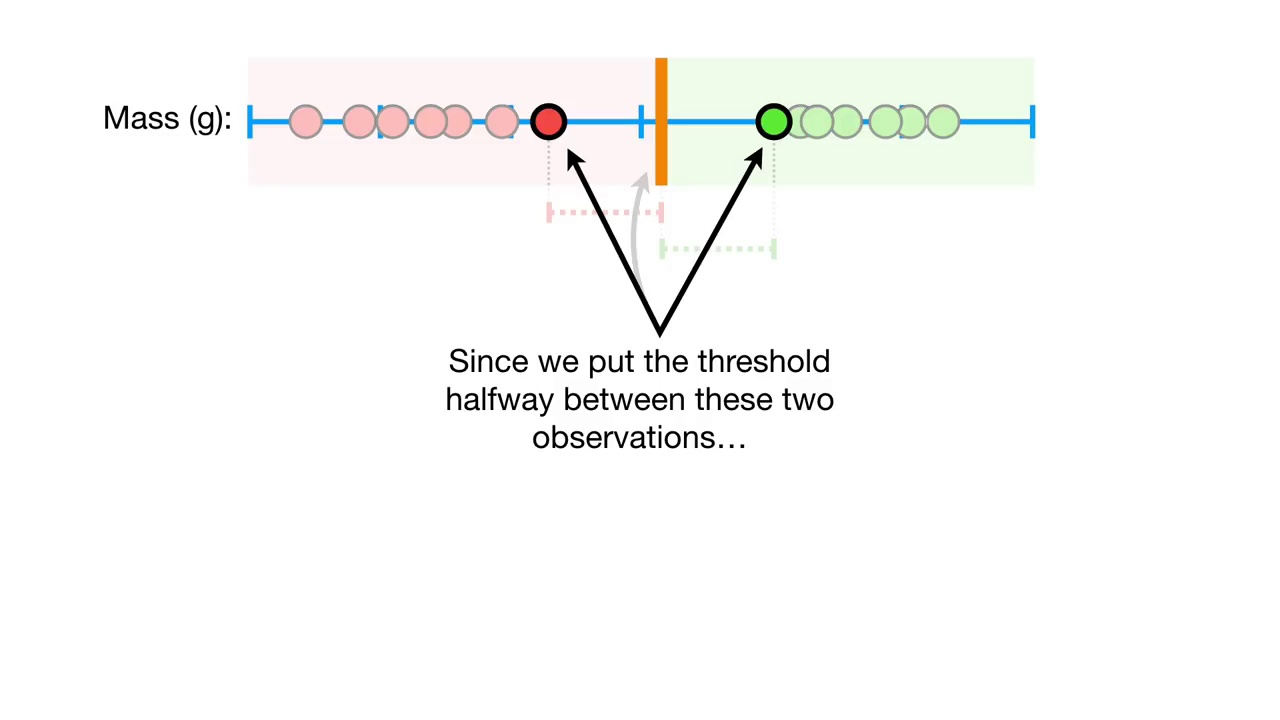 Mass (g):
Since we put the threshold
halfway between these two
observations…